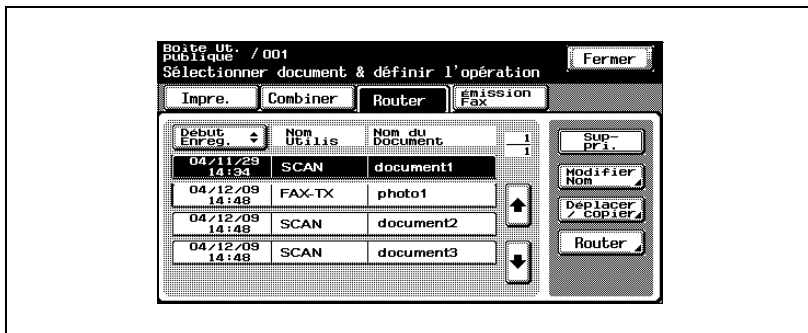 Boîte Ut.
publique / 001
Fermer
Sélectionner document & définir l'opération
Impre.
Combiner
Router
Émission
Fax
Début
Enreg.
Nom
Utilis
Nom du
Document
1
1
Sup-
pri.
04/11/29
14:34
SCAN
document1
Modifier
Nom
04/12/09
14:48
FAX-TX
photo1
Déplacer
/ copier
04/12/09
14:48
SCAN
document2
Router
04/12/09
14:48
SCAN
document3